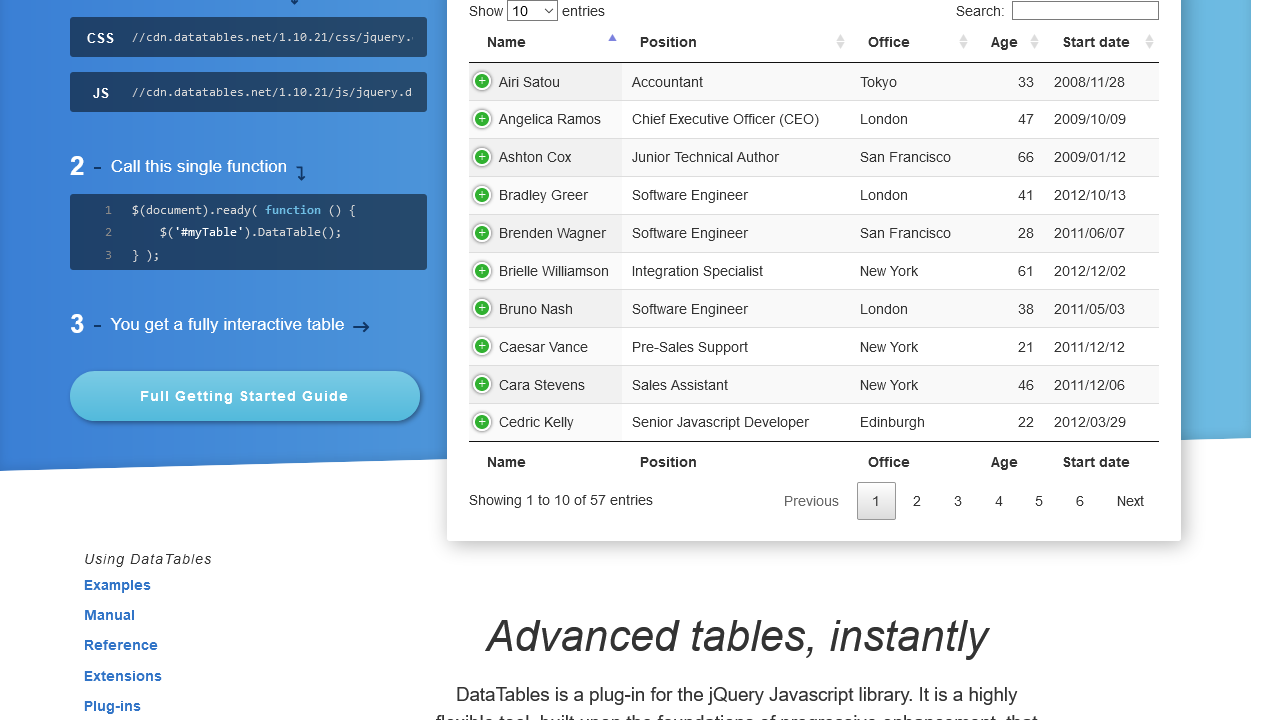 CSS //cdn.datatables.net/1.10.21/css/jquery.
JS //cdn.datatables.net/1.10.21/js/jquery.d
2 - Call this single function
1 $(document).ready( function () {
2 $('#myTable').DataTable();
3 } );
3 - You get a fully interactive table
Full Getting Started Guide
Show 10 entries Search:
Name Position Office Age Start date
Airi Satou Accountant Tokyo 33 2008/11/28
Angelica Ramos Chief Executive Officer (CEO) London 47 2009/10/09
Ashton Cox Junior Technical Author San Francisco 66 2009/01/12
Bradley Greer Software Engineer London 41 2012/10/13
Brenden Wagner Software Engineer San Francisco 28 2011/06/07
Brielle Williamson Integration Specialist New York 61 2012/12/02
Bruno Nash Software Engineer London 38 2011/05/03
Caesar Vance Pre-Sales Support New York 21 2011/12/12
Cara Stevens Sales Assistant New York 46 2011/12/06
Cedric Kelly Senior Javascript Developer Edinburgh 22 2012/03/29
Name Position Office Age Start date
Showing 1 to 10 of 57 entries Previous 1 2 3 4 5 6 Next
Using DataTables
Examples
Manual
Reference
Extensions
Plug-ins
Advanced tables, instantly
DataTables is a plug-in for the jQuery Javascript library. It is a highly
flexible tool, built upon the foundations of progressive enhancement, that